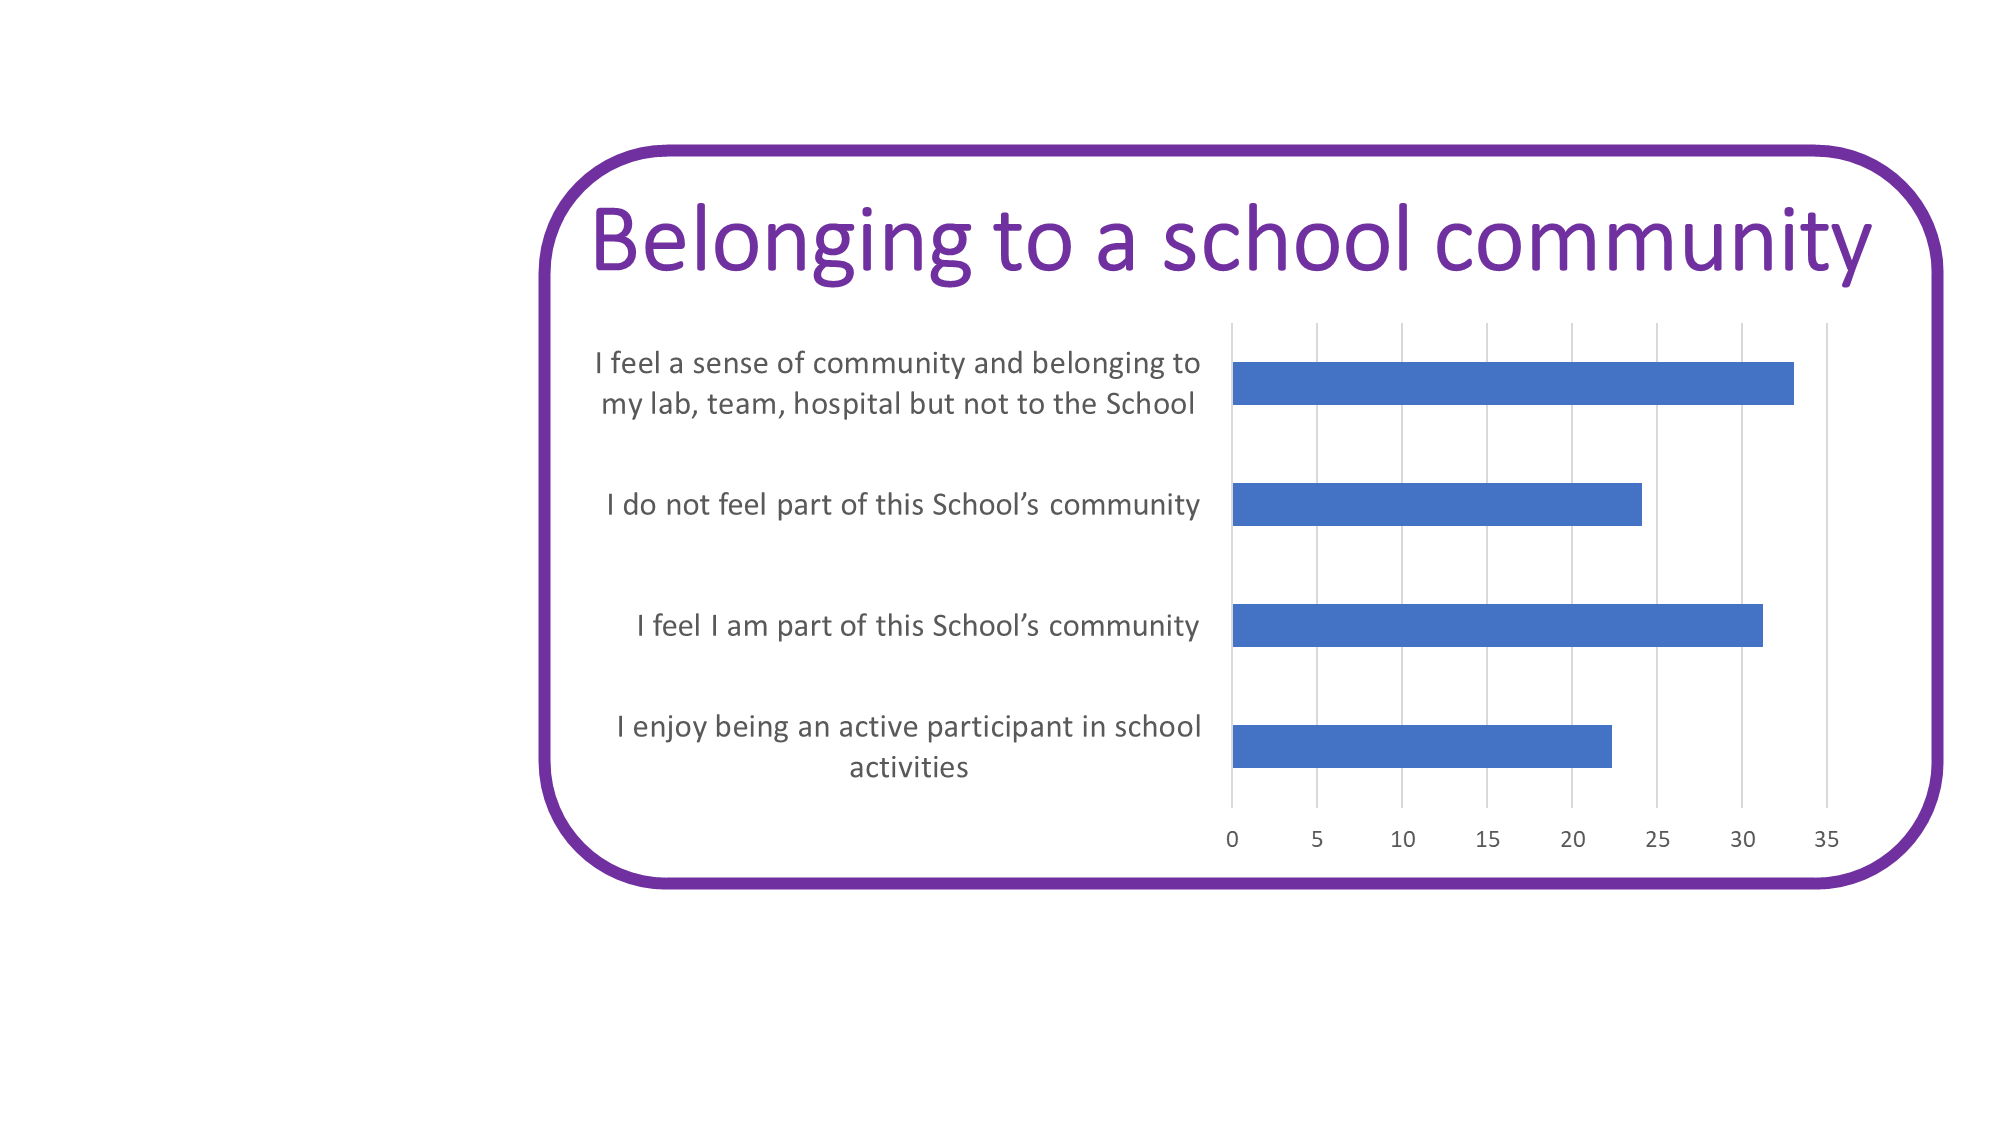 Belonging to a school community
I feel a sense of community and belonging to
my lab, team, hospital but not to the School
I do not feel part of this School’s community
I feel I am part of this School’s community
I enjoy being an active participant in school
activities
0 5 10 15 20 25 30 35